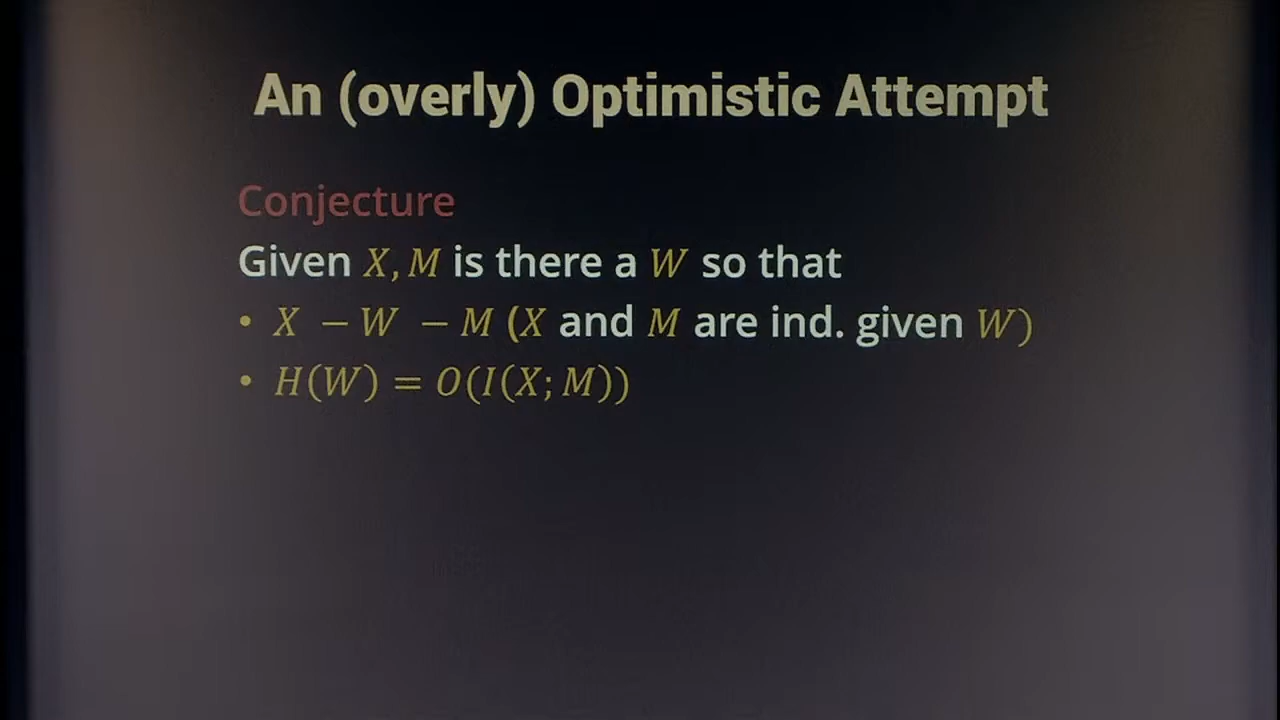 An (overly) Optimistic Attempt
Conjecture
Given X, M is there a W so that
• X – W – M (X and M are ind. given W)
• H(W) = O(I(X; M))